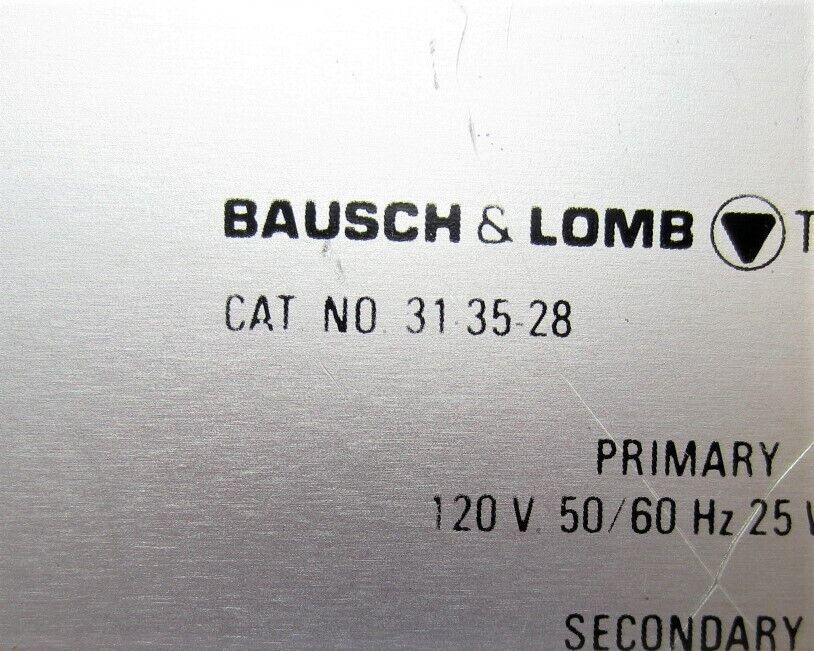 BAUSCH & LOMB T
CAT. NO. 31-35-28
PRIMARY
120 V. 50/60 Hz 25 W
SECONDARY